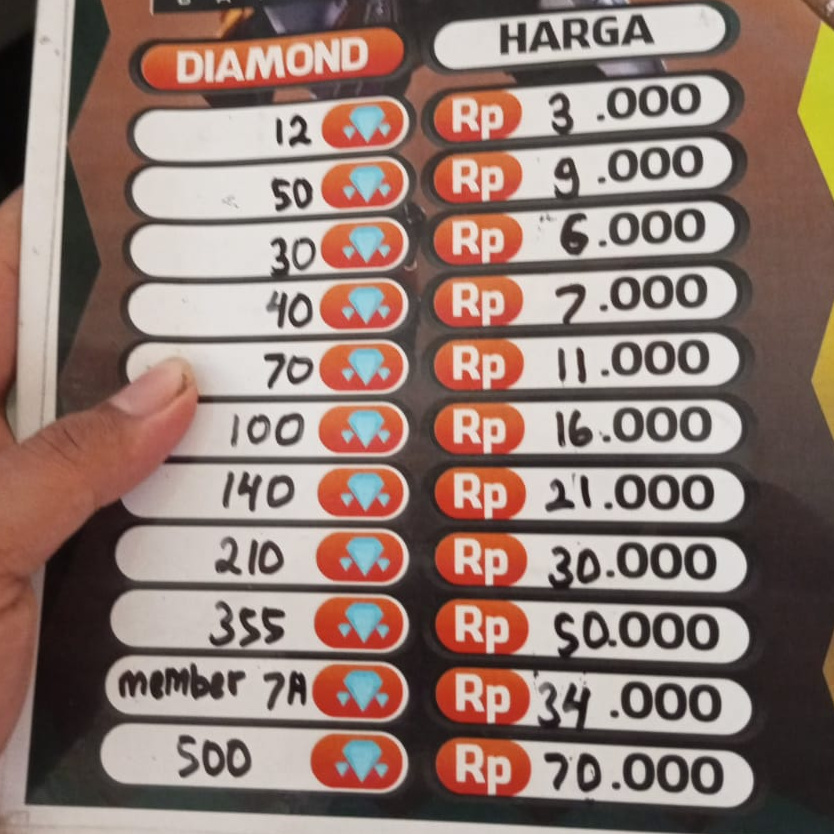 DIAMOND HARGA
12 Rp 3.000
50 Rp 9.000
30 Rp 6.000
40 Rp 7.000
70 Rp 11.000
100 Rp 16.000
140 Rp 21.000
210 Rp 30.000
355 Rp 50.000
member 7H Rp 34.000
500 Rp 70.000